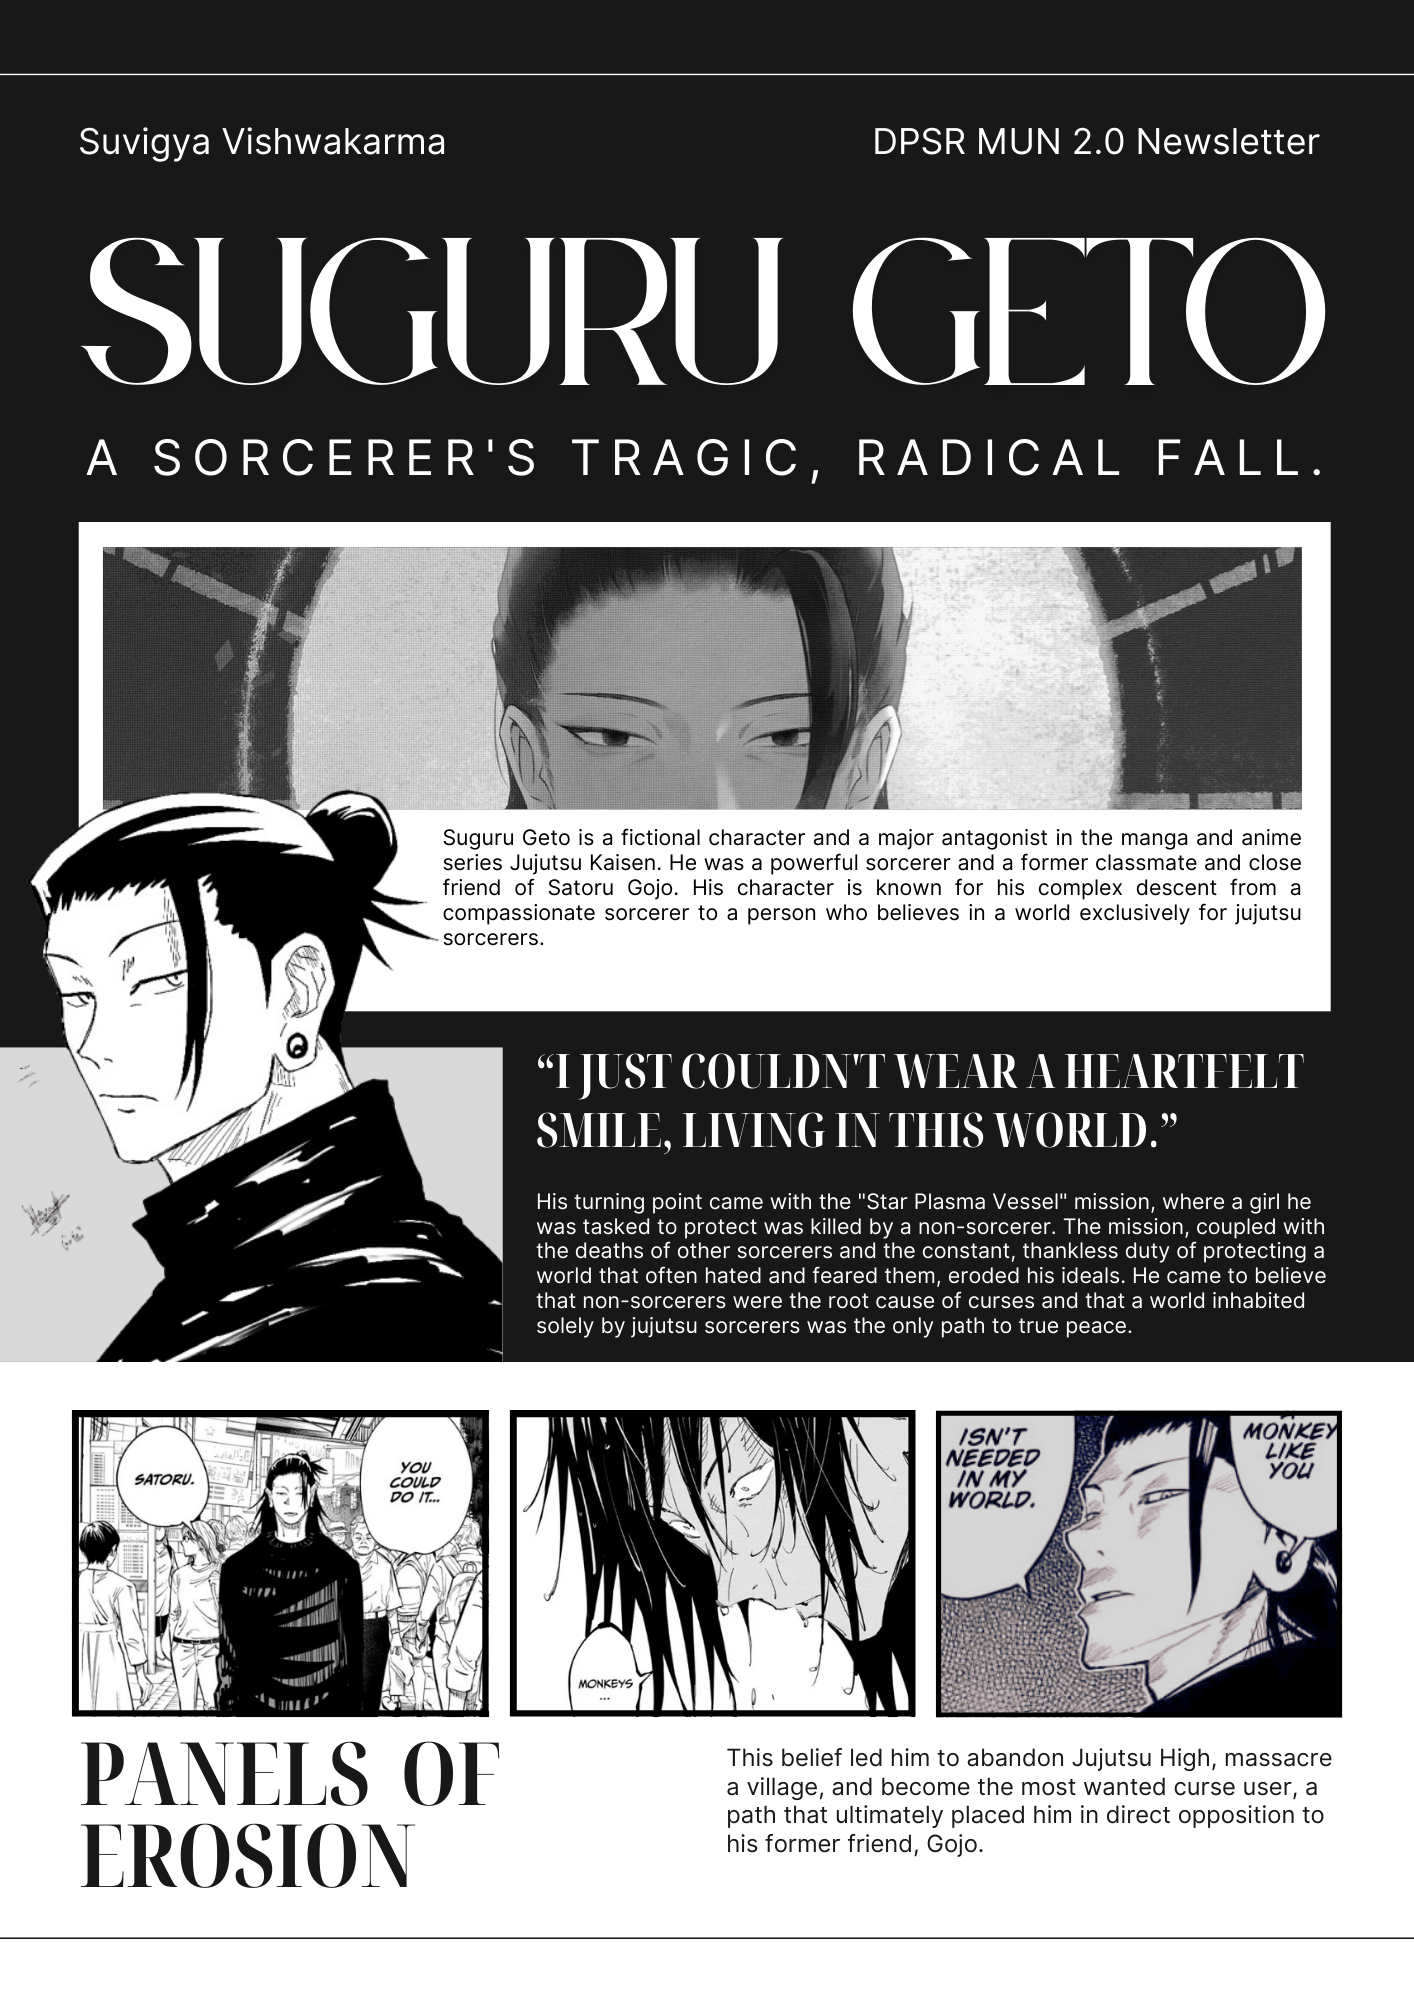 Suvigya Vishwakarma
DPSR MUN 2.0 Newsletter
SUGURU GETO
A SORCERER'S TRAGIC, RADICAL FALL.
Suguru Geto is a fictional character and a major antagonist in the manga and anime
series Jujutsu Kaisen. He was a powerful sorcerer and a former classmate and close
friend of Satoru Gojo. His character is known for his complex descent from a
compassionate sorcerer to a person who believes in a world exclusively for jujutsu
sorcerers.
“I JUST COULDN'T WEAR A HEARTFELT
SMILE, LIVING IN THIS WORLD.”
His turning point came with the "Star Plasma Vessel" mission, where a girl he
was tasked to protect was killed by a non-sorcerer. The mission, coupled with
the deaths of other sorcerers and the constant, thankless duty of protecting a
world that often hated and feared them, eroded his ideals. He came to believe
that non-sorcerers were the root cause of curses and that a world inhabited
solely by jujutsu sorcerers was the only path to true peace.
SATORU.
YOU
COULD
DO IT...
MONKEYS
...
ISN'T
NEEDED
IN MY
WORLD.
MONKEY
LIKE
YOU
PANELS OF
EROSION
This belief led him to abandon Jujutsu High, massacre
a village, and become the most wanted curse user, a
path that ultimately placed him in direct opposition to
his former friend, Gojo.